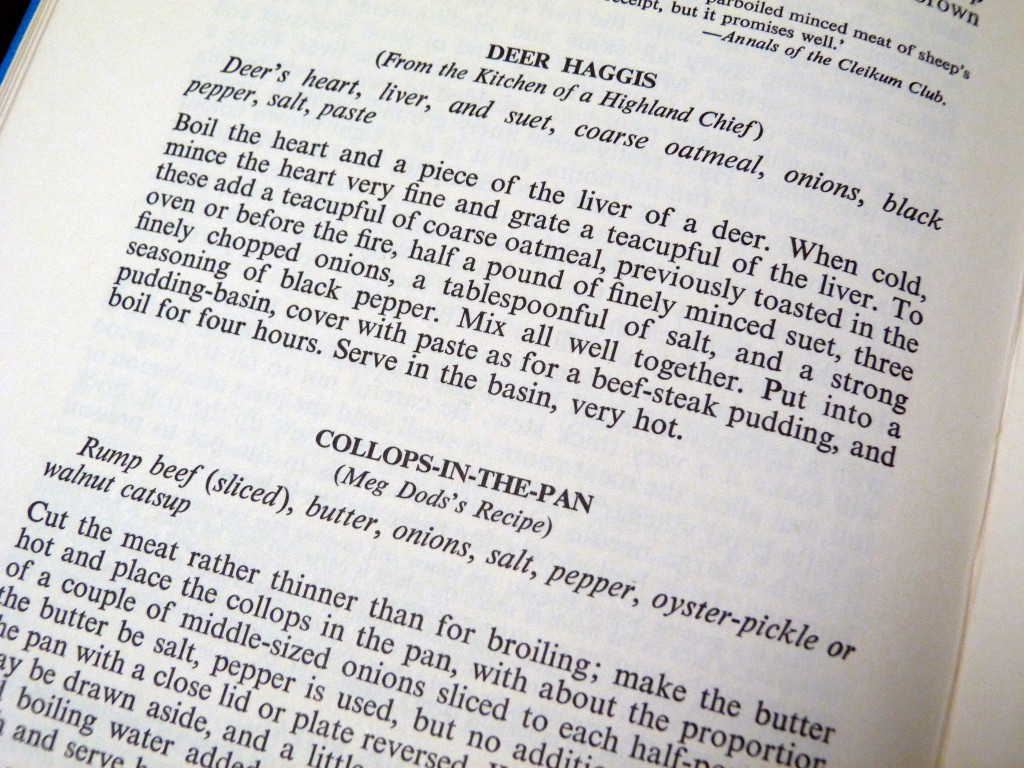 rown
parboiled minced meat of sheep's
receipt, but it promises well.'
—Annals of the Cleikum Club.
DEER HAGGIS
(From the Kitchen of a Highland Chief)
Deer's heart, liver, and suet, coarse oatmeal, onions, black
pepper, salt, paste
Boil the heart and a piece of the liver of a deer. When cold,
mince the heart very fine and grate a teacupful of the liver. To
these add a teacupful of coarse oatmeal, previously toasted in the
oven or before the fire, half a pound of finely minced suet, three
finely chopped onions, a tablespoonful of salt, and a strong
seasoning of black pepper. Mix all well together. Put into a
pudding-basin, cover with paste as for a beef-steak pudding, and
boil for four hours. Serve in the basin, very hot.
COLLOPS-IN-THE-PAN
(Meg Dods's Recipe)
Rump beef (sliced), butter, onions, salt, pepper, oyster-pickle or
walnut catsup
Cut the meat rather thinner than for broiling; make the butter
hot and place the collops in the pan, with about the proportion
of a couple of middle-sized onions sliced to each half-po
the butter be salt, pepper is used, but no additio
he pan with a close lid or plate reversed
ay be drawn aside, and a little
boiling water added
and serve